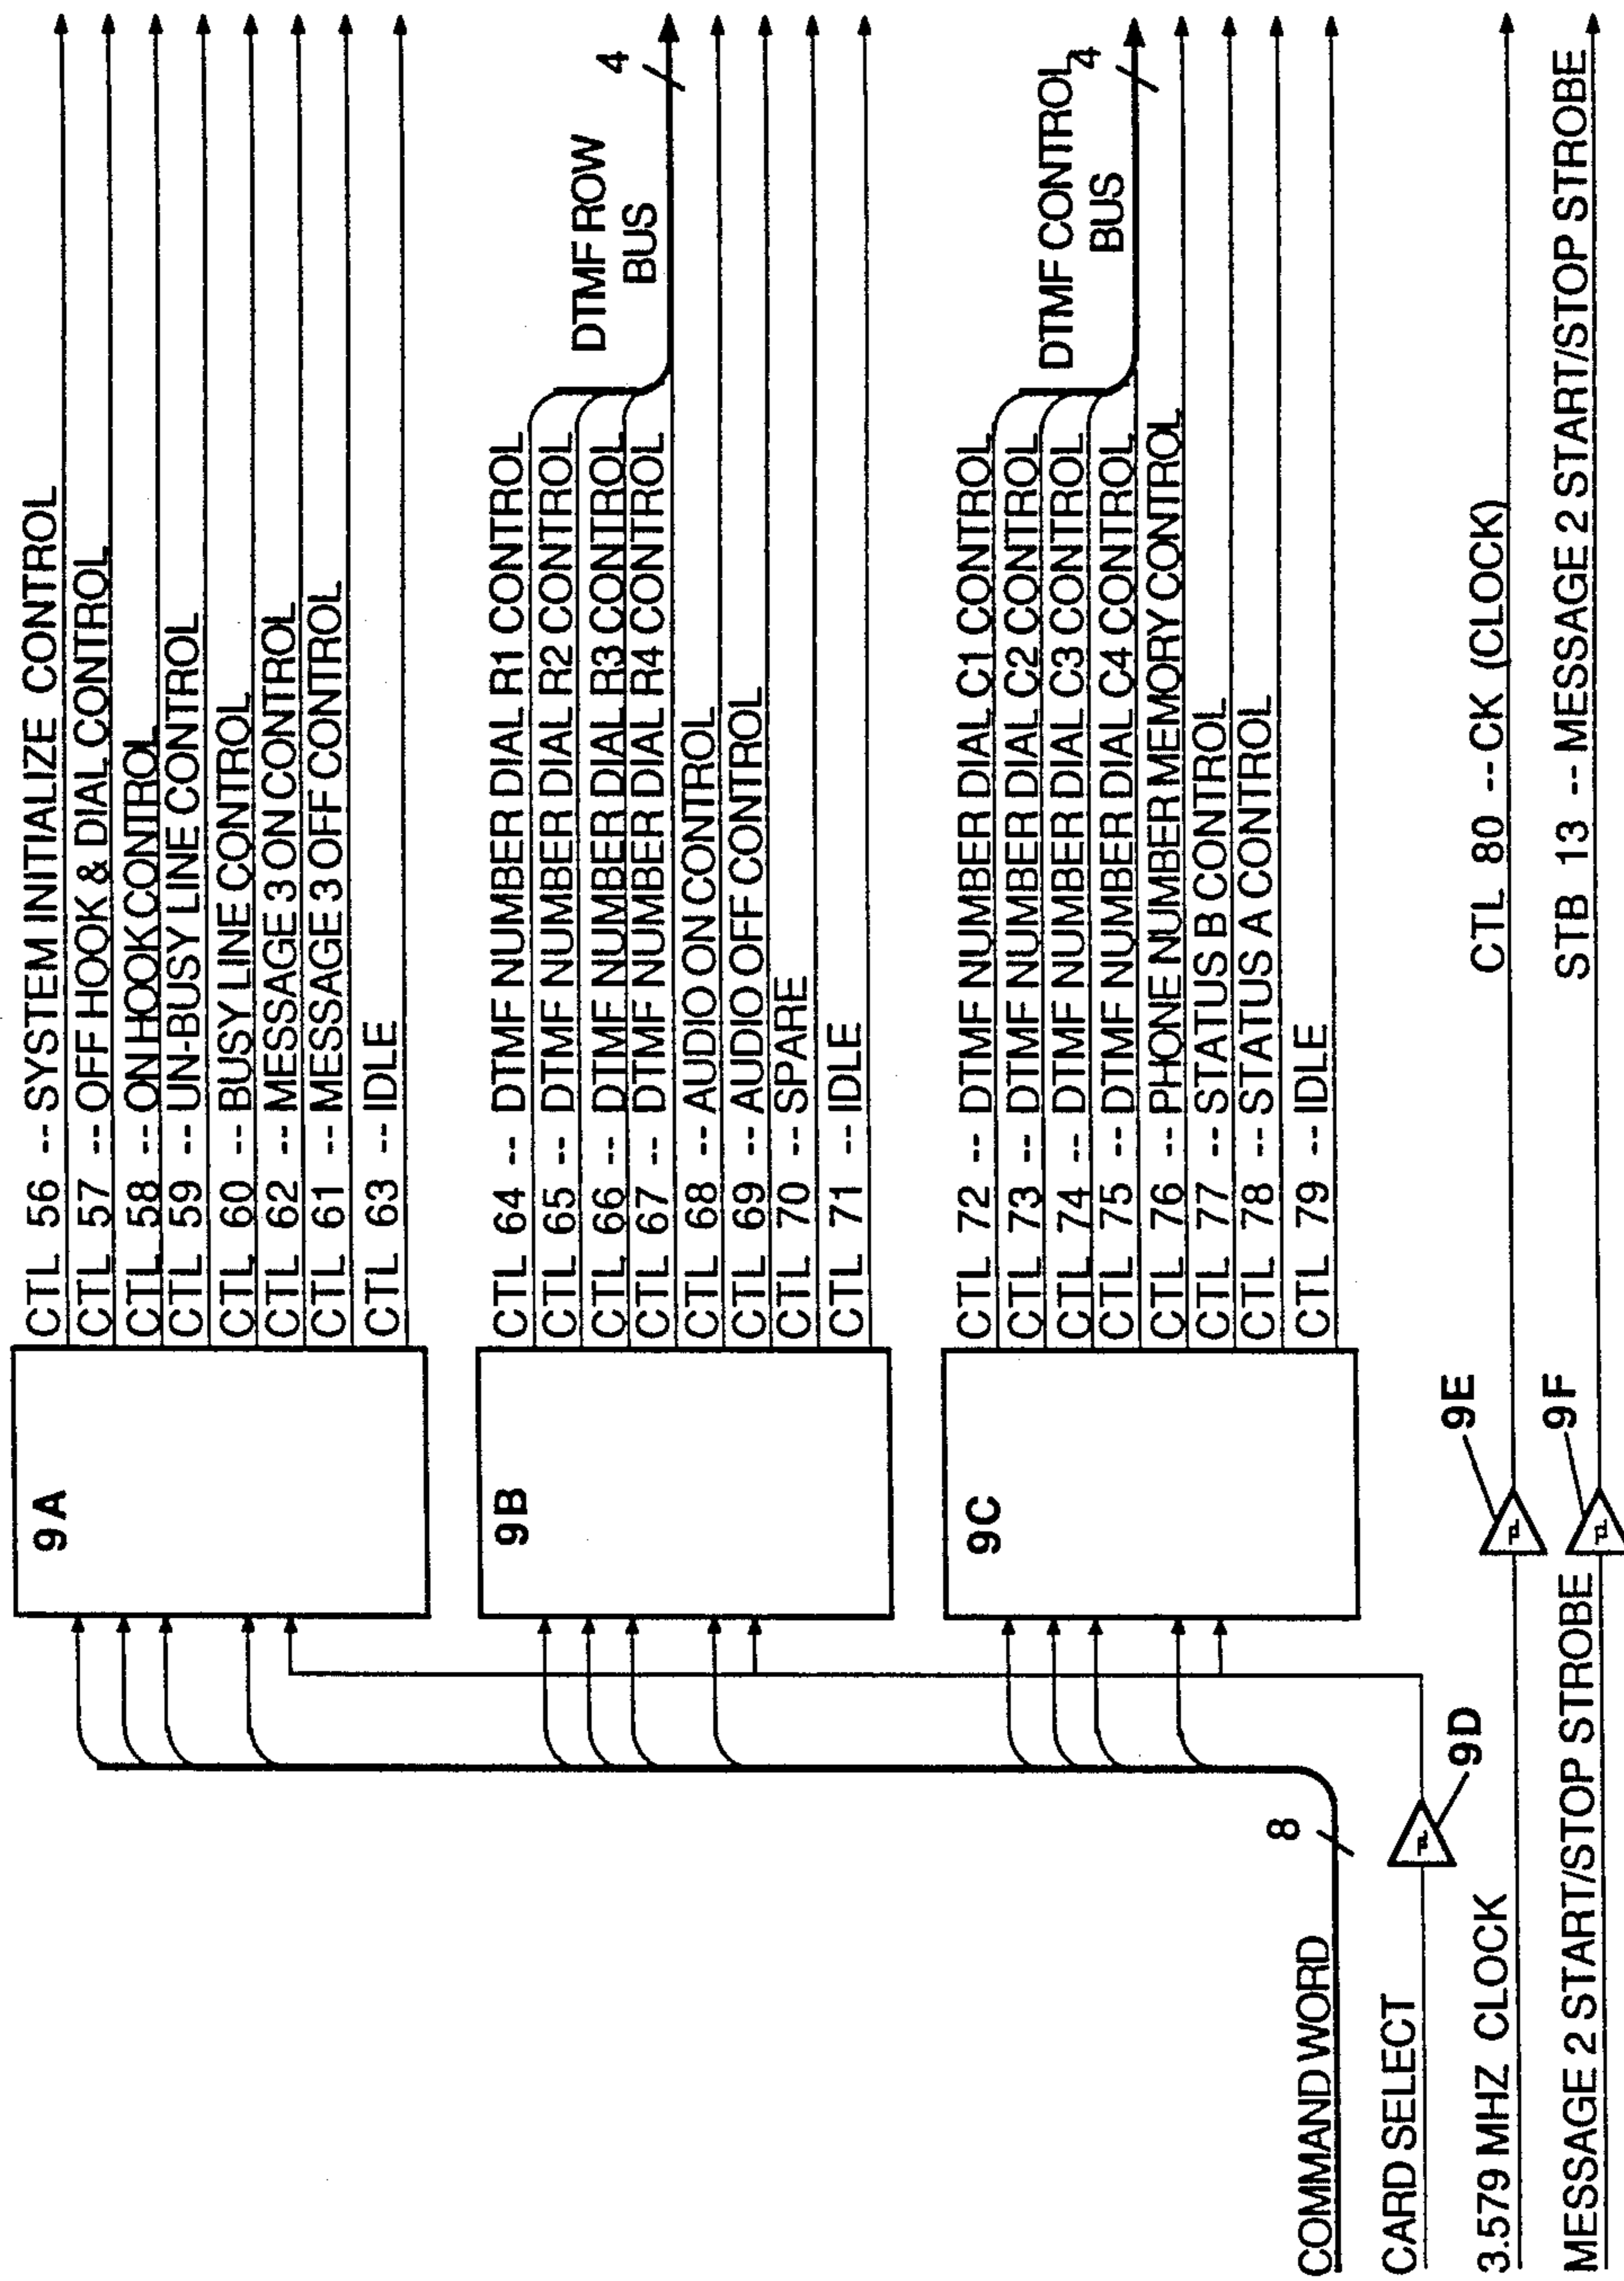 9A
CTL 56 -- SYSTEM INITIALIZE CONTROL
CTL 57 -- OFF HOOK & DIAL CONTROL
CTL 58 -- ON HOOK CONTROL
CTL 59 -- UN-BUSY LINE CONTROL
CTL 60 -- BUSY LINE CONTROL
CTL 62 -- MESSAGE 3 ON CONTROL
CTL 61 -- MESSAGE 3 OFF CONTROL
CTL 63 -- IDLE
9B
CTL 64 -- DTMF NUMBER DIAL R1 CONTROL
CTL 65 -- DTMF NUMBER DIAL R2 CONTROL
CTL 66 -- DTMF NUMBER DIAL R3 CONTROL
CTL 67 -- DTMF NUMBER DIAL R4 CONTROL
CTL 68 -- AUDIO ON CONTROL
CTL 69 -- AUDIO OFF CONTROL
CTL 70 -- SPARE
CTL 71 -- IDLE
DTMF ROW
BUS
4
9C
CTL 72 -- DTMF NUMBER DIAL C1 CONTROL
CTL 73 -- DTMF NUMBER DIAL C2 CONTROL
CTL 74 -- DTMF NUMBER DIAL C3 CONTROL
CTL 75 -- DTMF NUMBER DIAL C4 CONTROL
CTL 76 -- PHONE NUMBER MEMORY CONTROL
CTL 77 -- STATUS B CONTROL
CTL 78 -- STATUS A CONTROL
CTL 79 -- IDLE
DTMF CONTROL
BUS
4
COMMAND WORD
8
CARD SELECT
9D
3.579 MHZ CLOCK
9E
CTL 80 -- CK (CLOCK)
MESSAGE 2 START/STOP STROBE
9F
STB 13 -- MESSAGE 2 START/STOP STROBE